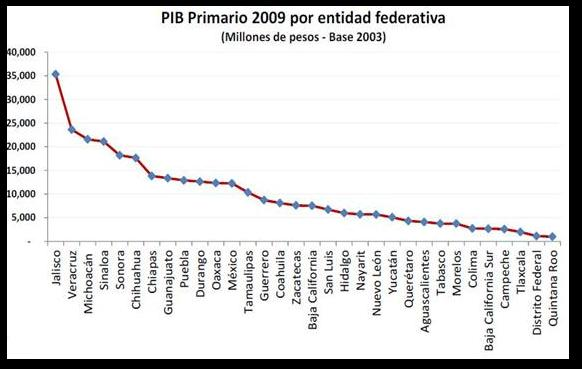 PIB Primario 2009 por entidad federativa
(Millones de pesos - Base 2003)
40,000
35,000
30,000
25,000
20,000
15,000
10,000
5,000
-
Jalisco
Veracruz
Michoacán
Sinaloa
Sonora
Chihuahua
Chiapas
Guanajuato
Puebla
Durango
Oaxaca
México
Tamaulipas
Guerrero
Coahuila
Zacatecas
Baja California
San Luis
Hidalgo
Nayarit
Nuevo León
Yucatán
Querétaro
Aguascalientes
Tabasco
Morelos
Colima
Baja California Sur
Campeche
Tlaxcala
Distrito Federal
Quintana Roo